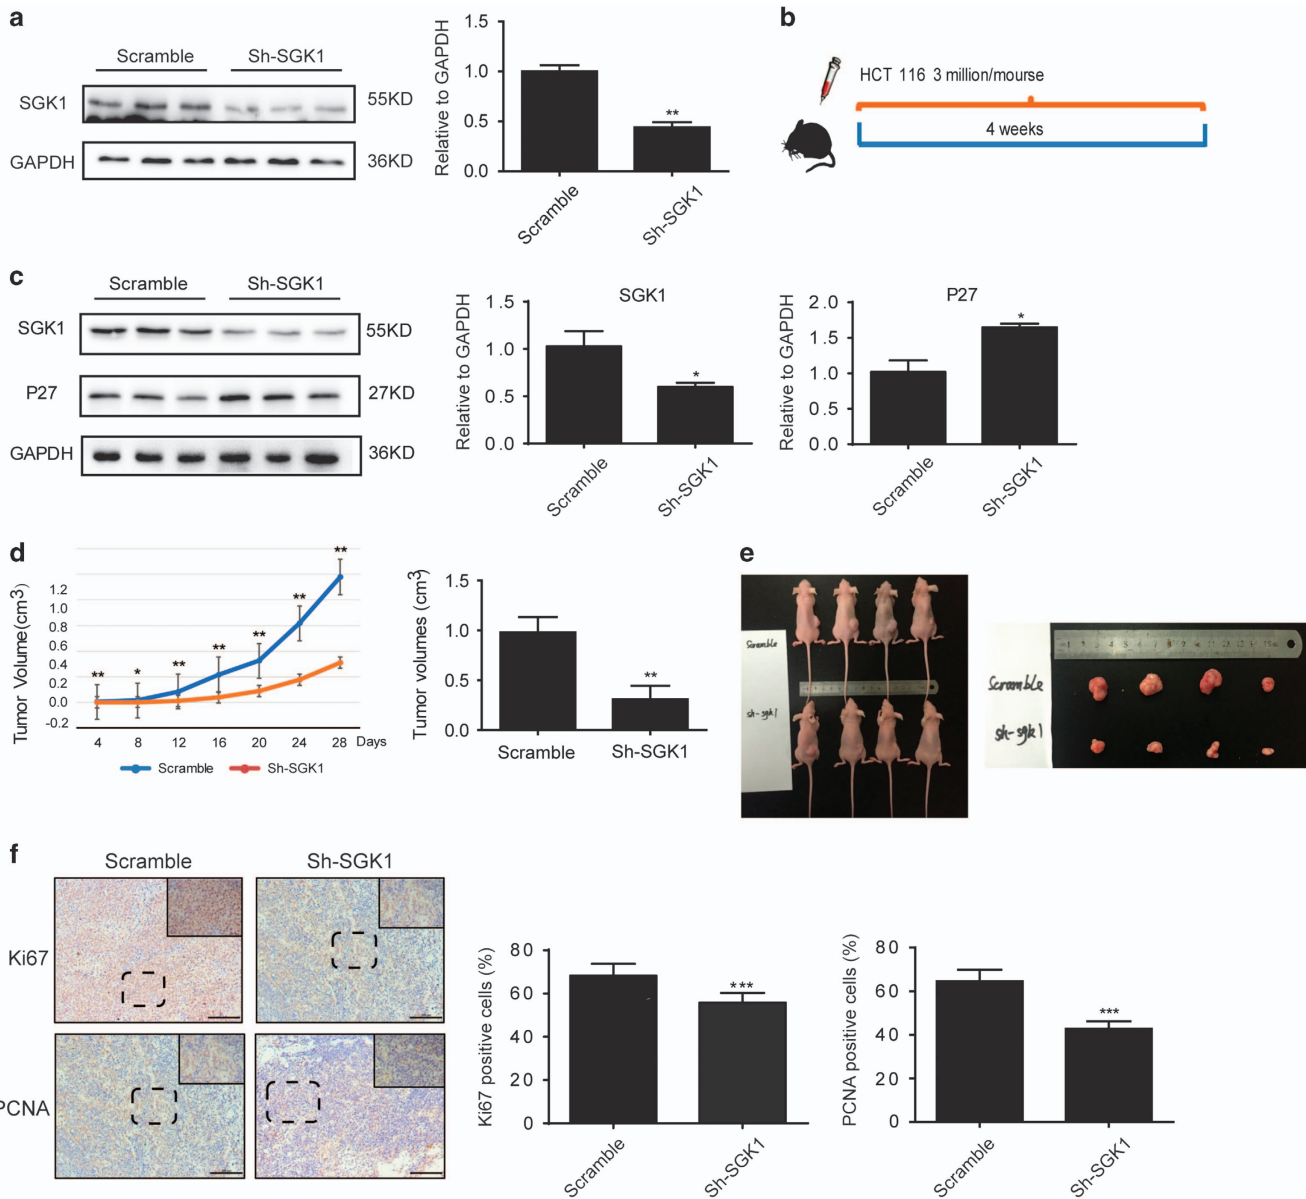 a
Scramble Sh-SGK1
SGK1 55KD
GAPDH 36KD
Relative to GAPDH
1.5
1.0
0.5
0.0
**
Scramble Sh-SGK1
b
HCT 116 3 million/mourse
4 weeks
c
Scramble Sh-SGK1
SGK1 55KD
P27 27KD
GAPDH 36KD
SGK1
Relative to GAPDH
1.5
1.0
0.5
0.0
*
Scramble Sh-SGK1
P27
Relative to GAPDH
2.0
1.5
1.0
0.5
0.0
*
Scramble Sh-SGK1
d
Tumor Volume(cm3)
1.2
1.0
0.8
0.6
0.4
0.2
0.0
-0.2
** * ** ** ** ** **
4 8 12 16 20 24 28 Days
Scramble Sh-SGK1
Tumor volumes (cm3)
1.5
1.0
0.5
0.0
**
Scramble Sh-SGK1
e
Scramble
sh-sgk1
Scramble
sh-sgk1
f
Scramble Sh-SGK1
Ki67
PCNA
Ki67 positive cells (%)
80
60
40
20
0
***
Scramble Sh-SGK1
PCNA positive cells (%)
80
60
40
20
0
***
Scramble Sh-SGK1